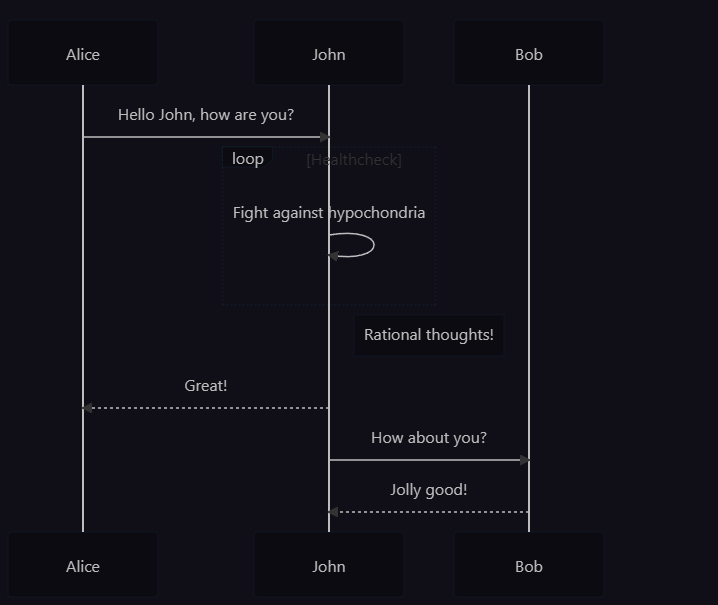 Alice
John
Bob
Hello John, how are you?
loop
[Healthcheck]
Fight against hypochondria
Rational thoughts!
Great!
How about you?
Jolly good!
Alice
John
Bob